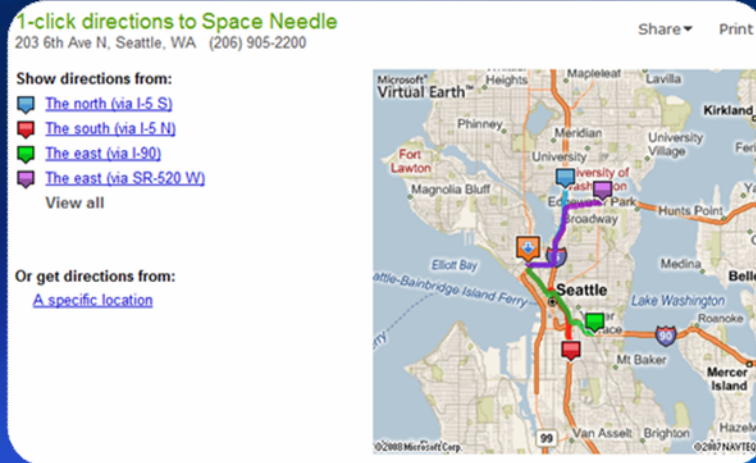 1-click directions to Space Needle
203 6th Ave N, Seattle, WA (206) 905-2200
Share
Print
Show directions from:
The north (via I-5 S)
The south (via I-5 N)
The east (via I-90)
The east (via SR-520 W)
View all
Or get directions from:
A specific location
Microsoft®
Virtual Earth™
Heights
Mapleleaf
Lavilla
Kirkland
Phinney
Meridian
University
Village
Fort
Lawton
University
Magnolia Bluff
Park
Hunts Point
Broadway
Elliott Bay
Medina
Seattle
Lake Washington
Roanoke
90
Mt Baker
Mercer
Island
99
Van Asselt
Brighton
©2008 Microsoft Corp.
©2007 NAVTEQ